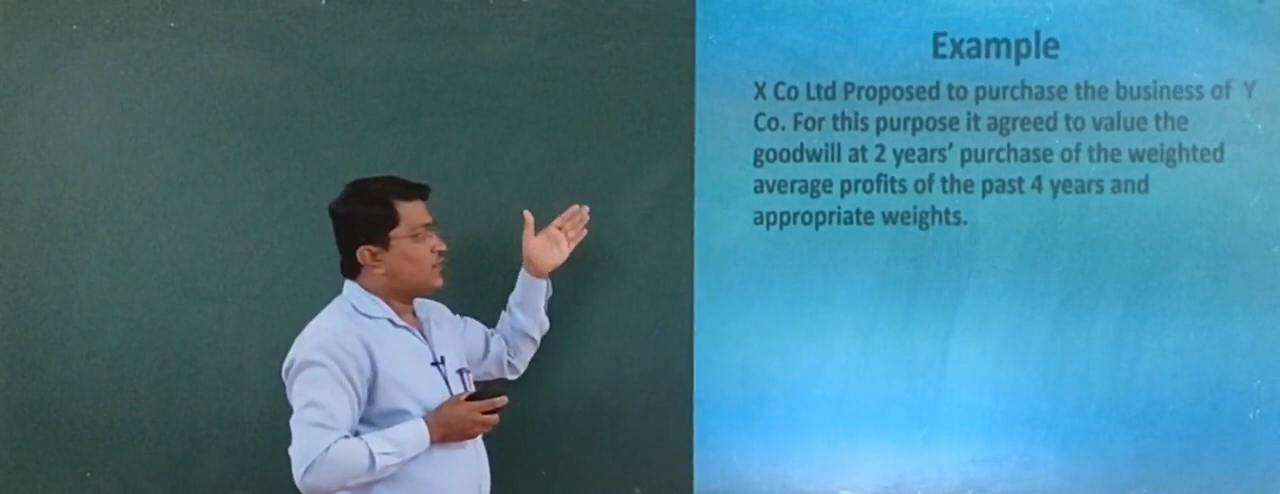 Example
X Co Ltd Proposed to purchase the business of Y
Co. For this purpose it agreed to value the
goodwill at 2 years' purchase of the weighted
average profits of the past 4 years and
appropriate weights.